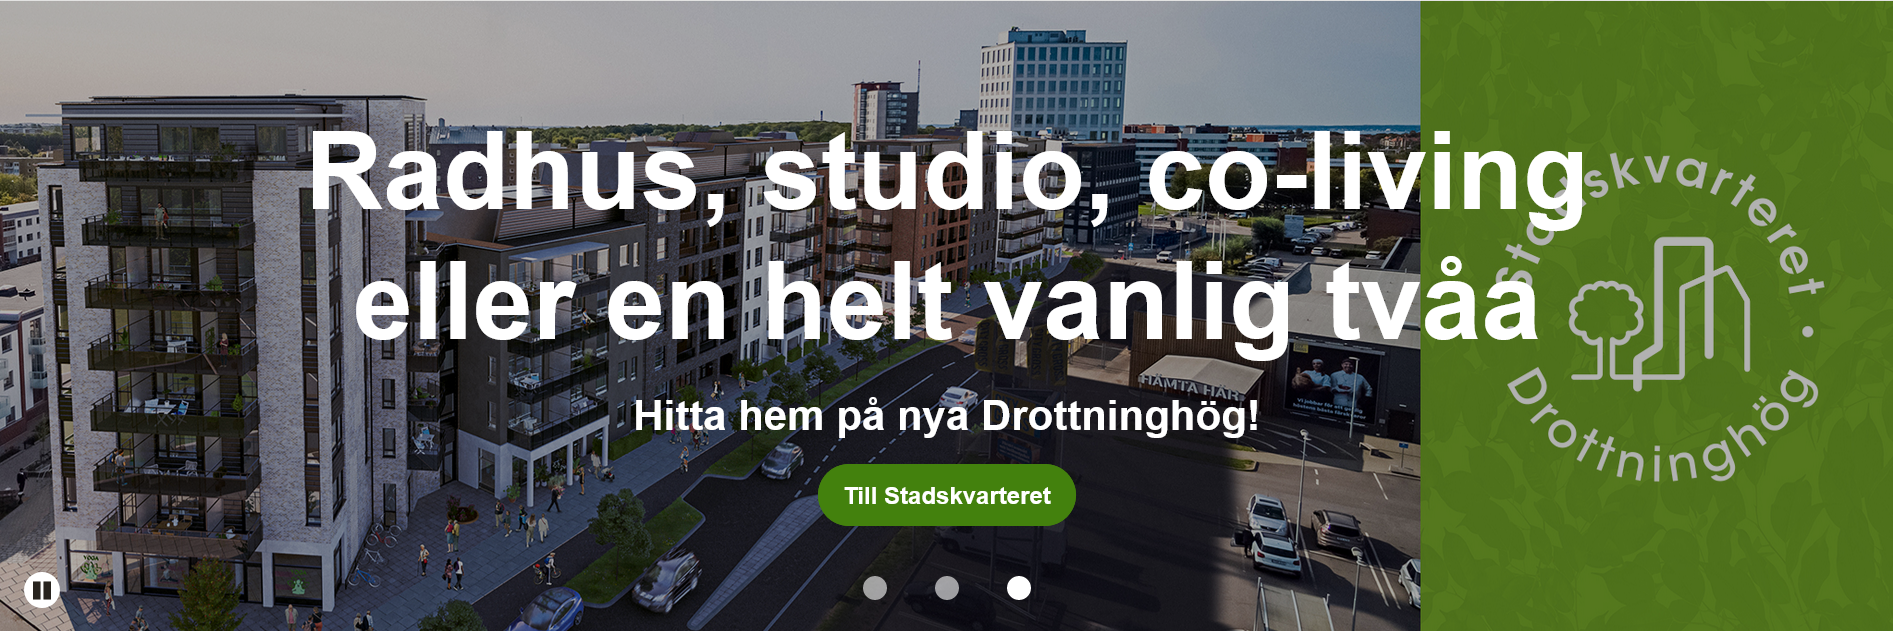 Radhus, studio, co-living
eller en helt vanlig tvåa
Hitta hem på nya Drottninghög!
Till Stadskvarteret
Stadskvarteret
Drottninghög
HÄMTA HÄR
YOGA